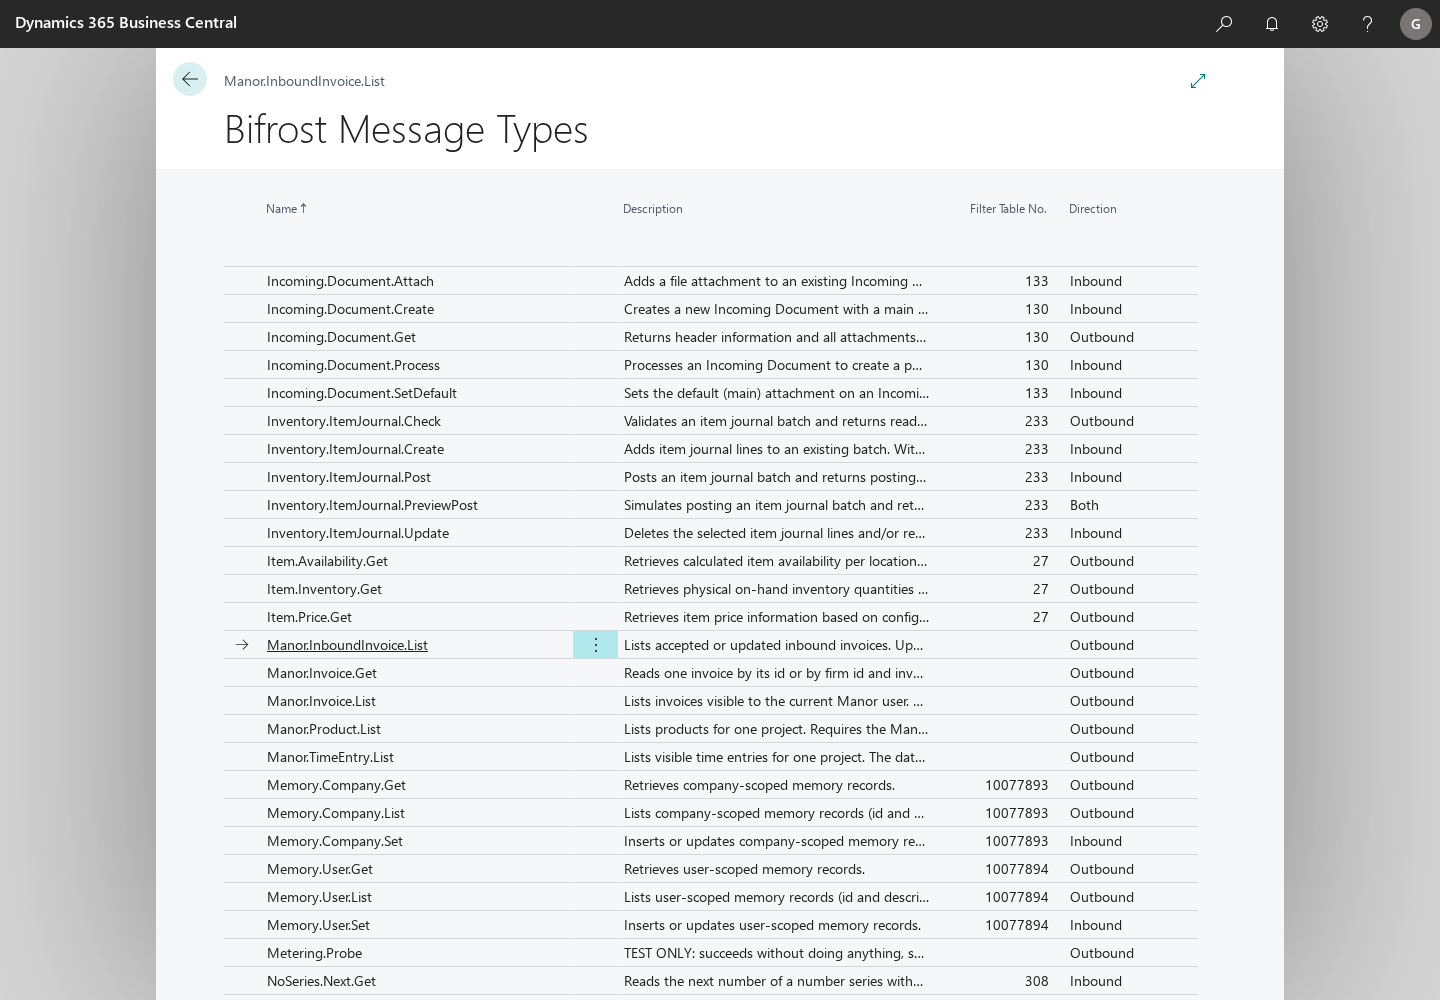 Dynamics 365 Business Central
G
Manor.InboundInvoice.List
Bifrost Message Types
Name ↑ Description Filter Table No. Direction
Incoming.Document.Attach Adds a file attachment to an existing Incoming ... 133 Inbound
Incoming.Document.Create Creates a new Incoming Document with a main ... 130 Inbound
Incoming.Document.Get Returns header information and all attachments... 130 Outbound
Incoming.Document.Process Processes an Incoming Document to create a p... 130 Inbound
Incoming.Document.SetDefault Sets the default (main) attachment on an Incomi... 133 Inbound
Inventory.ItemJournal.Check Validates an item journal batch and returns read... 233 Outbound
Inventory.ItemJournal.Create Adds item journal lines to an existing batch. Wit... 233 Inbound
Inventory.ItemJournal.Post Posts an item journal batch and returns posting... 233 Inbound
Inventory.ItemJournal.PreviewPost Simulates posting an item journal batch and ret... 233 Both
Inventory.ItemJournal.Update Deletes the selected item journal lines and/or re... 233 Inbound
Item.Availability.Get Retrieves calculated item availability per location... 27 Outbound
Item.Inventory.Get Retrieves physical on-hand inventory quantities ... 27 Outbound
Item.Price.Get Retrieves item price information based on config... 27 Outbound
Manor.InboundInvoice.List Lists accepted or updated inbound invoices. Up... Outbound
Manor.Invoice.Get Reads one invoice by its id or by firm id and inv... Outbound
Manor.Invoice.List Lists invoices visible to the current Manor user. ... Outbound
Manor.Product.List Lists products for one project. Requires the Man... Outbound
Manor.TimeEntry.List Lists visible time entries for one project. The dat... Outbound
Memory.Company.Get Retrieves company-scoped memory records. 10077893 Outbound
Memory.Company.List Lists company-scoped memory records (id and ... 10077893 Outbound
Memory.Company.Set Inserts or updates company-scoped memory re... 10077893 Inbound
Memory.User.Get Retrieves user-scoped memory records. 10077894 Outbound
Memory.User.List Lists user-scoped memory records (id and descri... 10077894 Outbound
Memory.User.Set Inserts or updates user-scoped memory records. 10077894 Inbound
Metering.Probe TEST ONLY: succeeds without doing anything, s... Outbound
NoSeries.Next.Get Reads the next number of a number series with... 308 Inbound